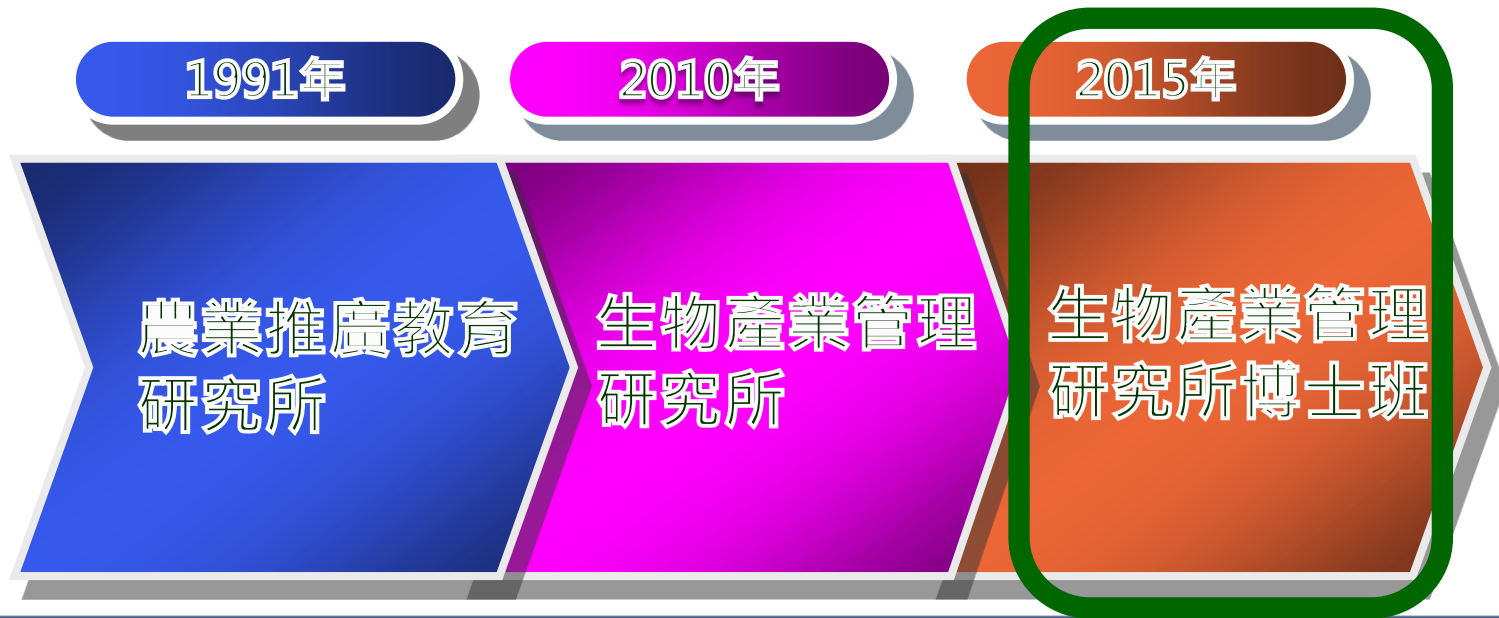 1991年
2010年
2015年
農業推廣教育
研究所
生物產業管理
研究所
生物產業管理
研究所博士班